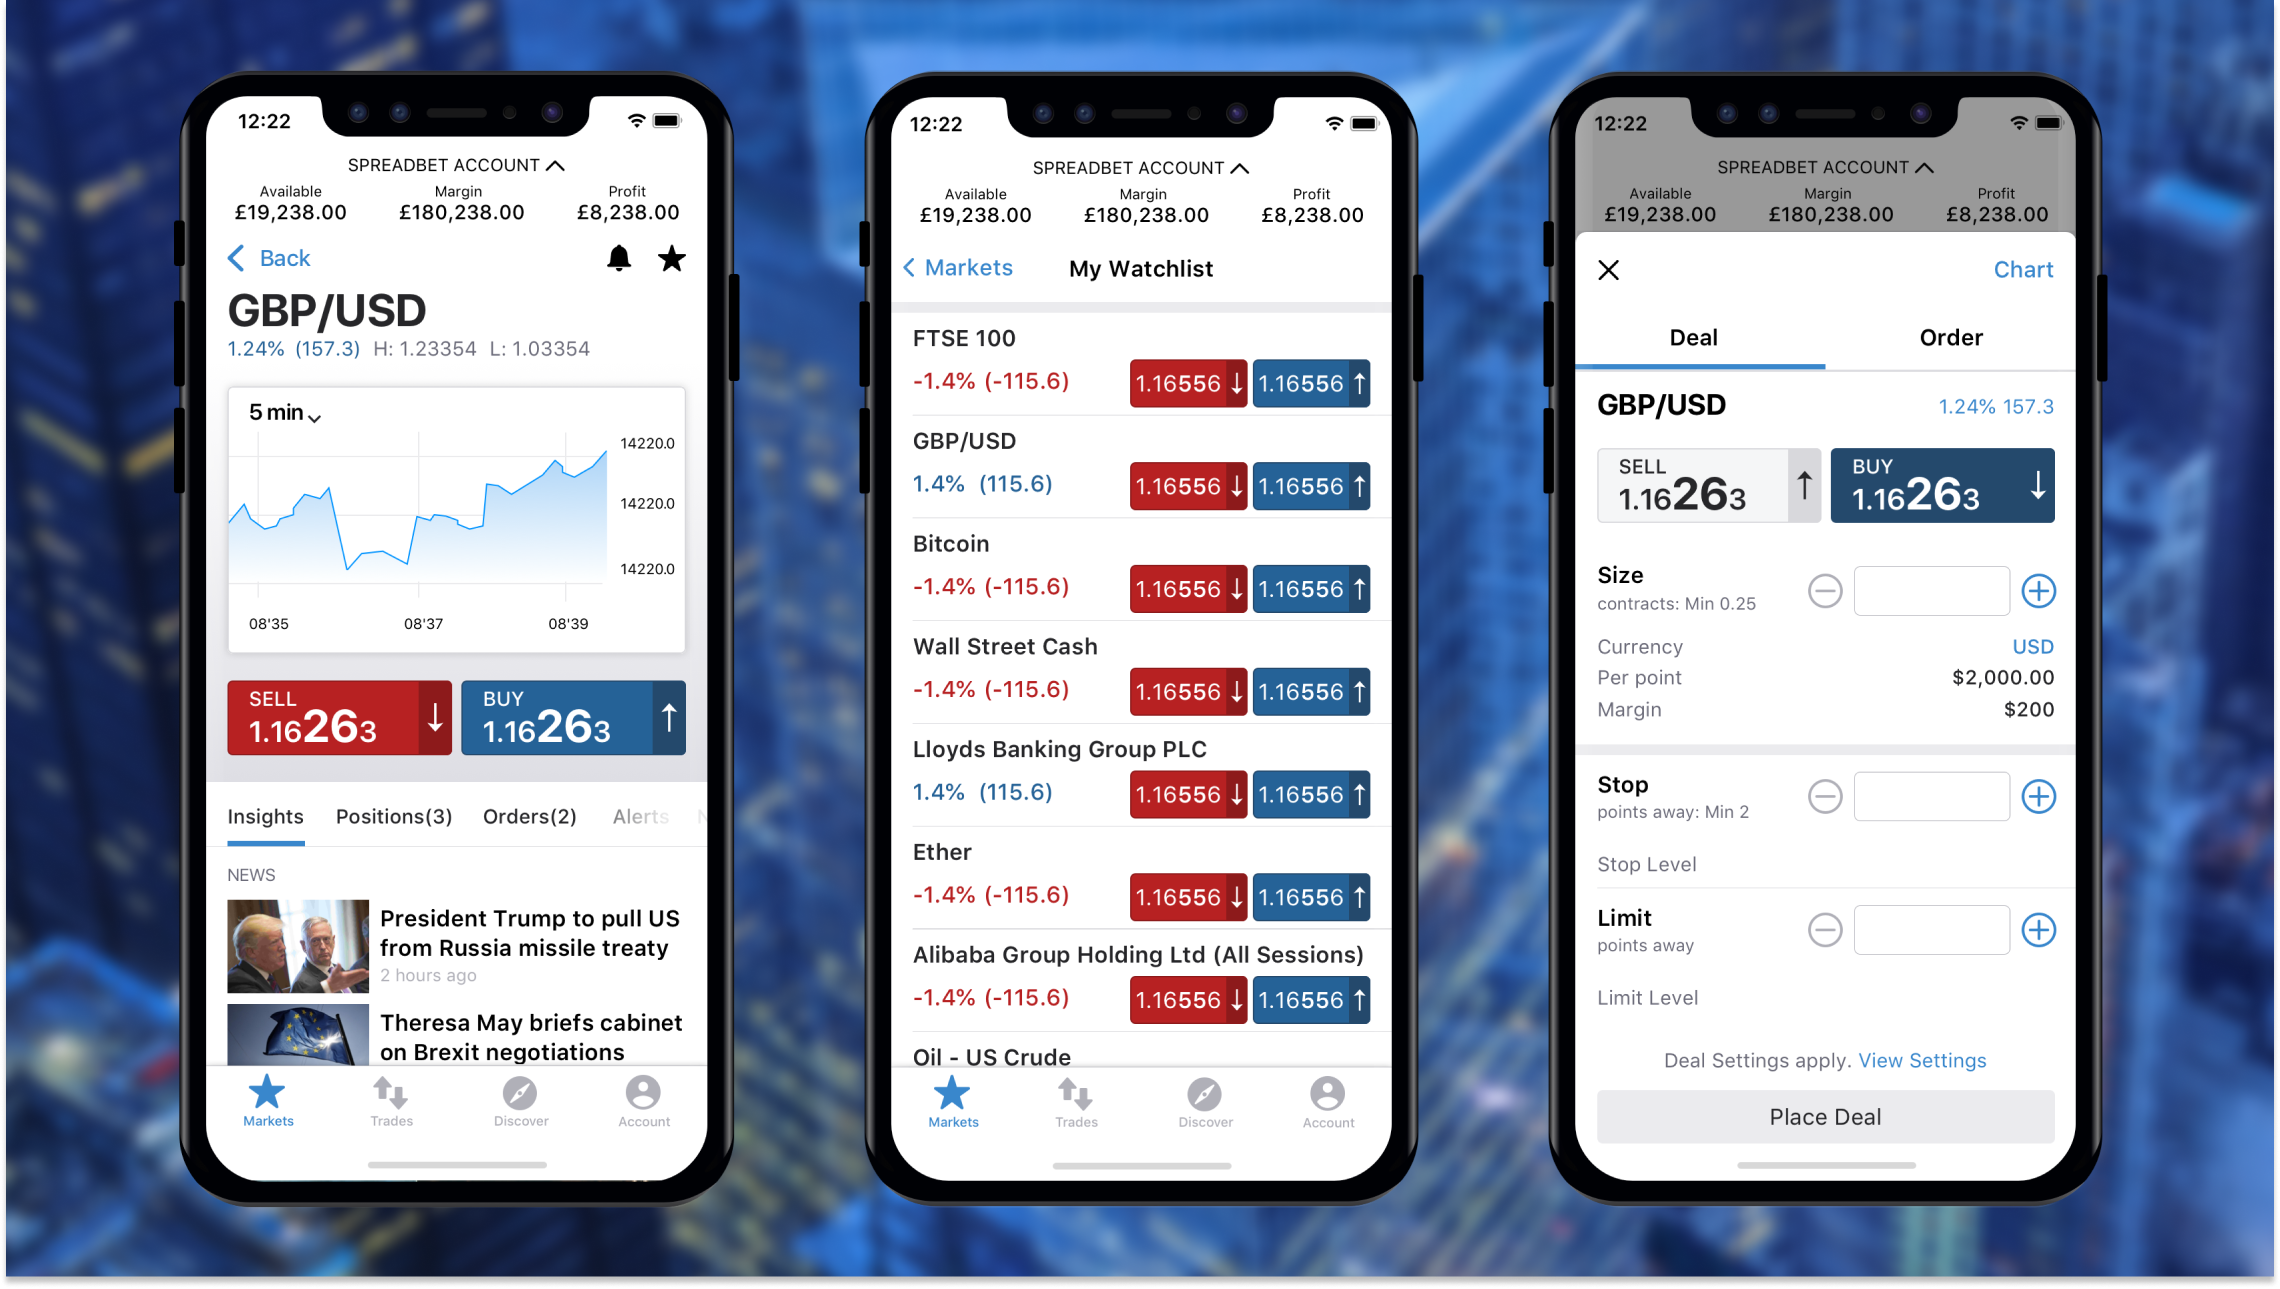 12:22
SPREADBET ACCOUNT
Available Margin Profit
£19,238.00 £180,238.00 £8,238.00
Back
GBP/USD
1.24% (157.3) H: 1.23354 L: 1.03354
5 min
14220.0
14220.0
14220.0
08'35 08'37 08'39
SELL BUY
1.16263 1.16263
Insights Positions(3) Orders(2) Alerts N
NEWS
President Trump to pull US
from Russia missile treaty
2 hours ago
Theresa May briefs cabinet
on Brexit negotiations
Markets Trades Discover Account
12:22
SPREADBET ACCOUNT
Available Margin Profit
£19,238.00 £180,238.00 £8,238.00
Markets My Watchlist
FTSE 100
-1.4% (-115.6) 1.16556 1.16556
GBP/USD
1.4% (115.6) 1.16556 1.16556
Bitcoin
-1.4% (-115.6) 1.16556 1.16556
Wall Street Cash
-1.4% (-115.6) 1.16556 1.16556
Lloyds Banking Group PLC
1.4% (115.6) 1.16556 1.16556
Ether
-1.4% (-115.6) 1.16556 1.16556
Alibaba Group Holding Ltd (All Sessions)
-1.4% (-115.6) 1.16556 1.16556
Oil - US Crude
Markets Trades Discover Account
12:22
SPREADBET ACCOUNT
Available Margin Profit
£19,238.00 £180,238.00 £8,238.00
Chart
Deal Order
GBP/USD 1.24% 157.3
SELL BUY
1.16263 1.16263
Size
contracts: Min 0.25
Currency USD
Per point $2,000.00
Margin $200
Stop
points away: Min 2
Stop Level
Limit
points away
Limit Level
Deal Settings apply. View Settings
Place Deal